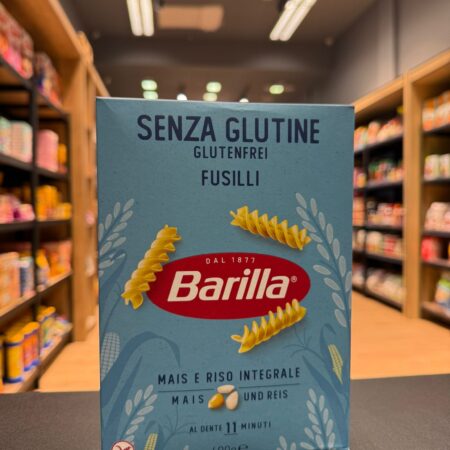 SENZA GLUTINE
GLUTENFREI
FUSILLI
DAL 1877
Barilla®
MAIS E RISO INTEGRALE
MAIS UND REIS
AL DENTE 11 MINUTI